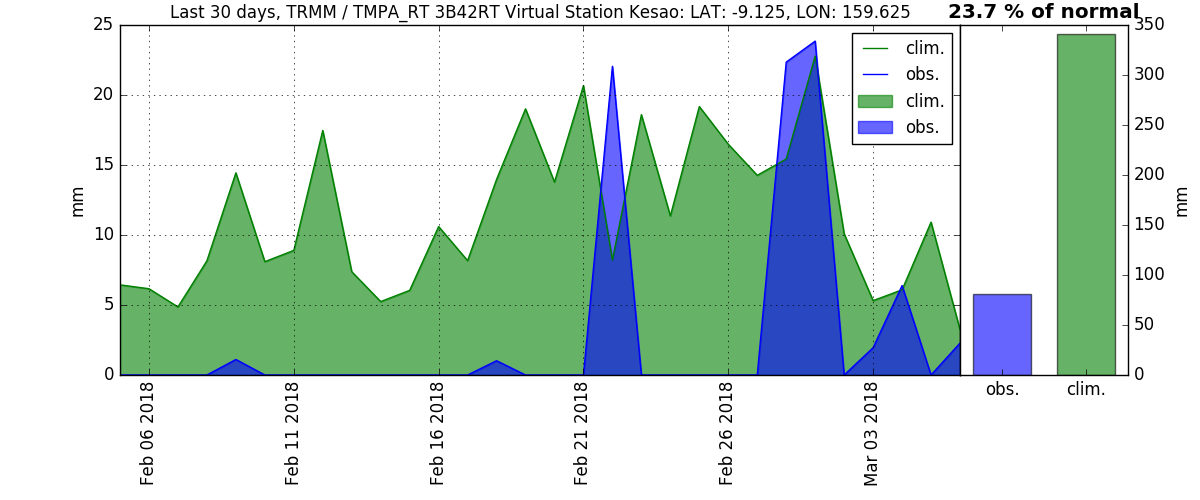 Last 30 days, TRMM / TMPA_RT 3B42RT Virtual Station Kesao: LAT: -9.125, LON: 159.625
23.7 % of normal
25
20
15
10
5
0
mm
clim.
obs.
clim.
obs.
Feb 06 2018
Feb 11 2018
Feb 16 2018
Feb 21 2018
Feb 26 2018
Mar 03 2018
350
300
250
200
150
100
50
0
mm
obs.
clim.